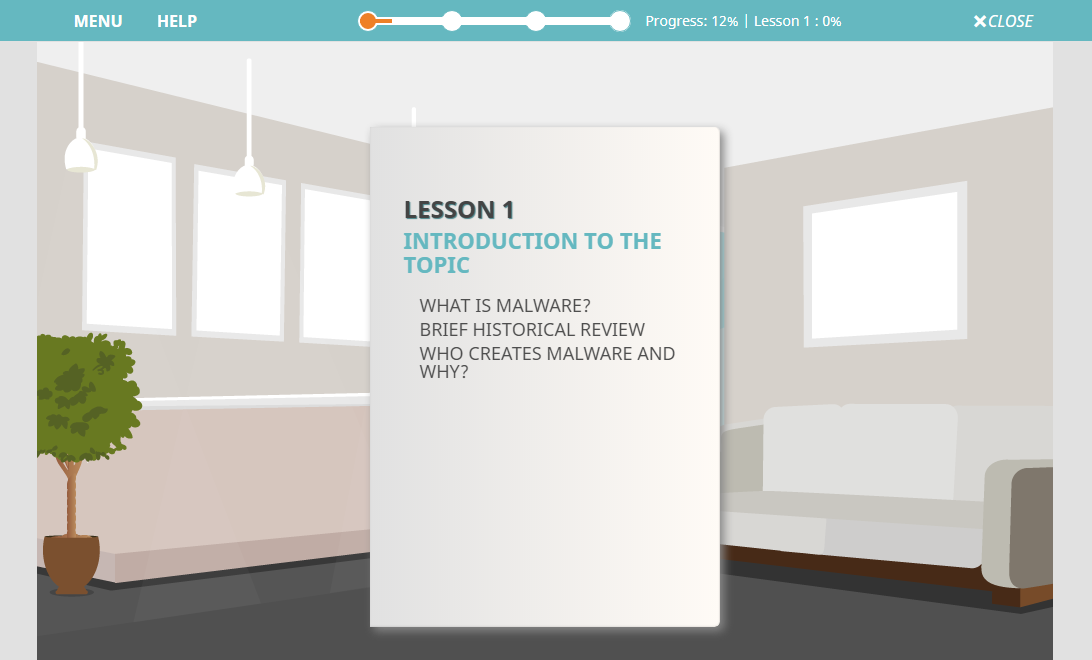 MENU HELP Progress: 12% | Lesson 1 : 0% ×CLOSE
LESSON 1
INTRODUCTION TO THE
TOPIC
WHAT IS MALWARE?
BRIEF HISTORICAL REVIEW
WHO CREATES MALWARE AND
WHY?